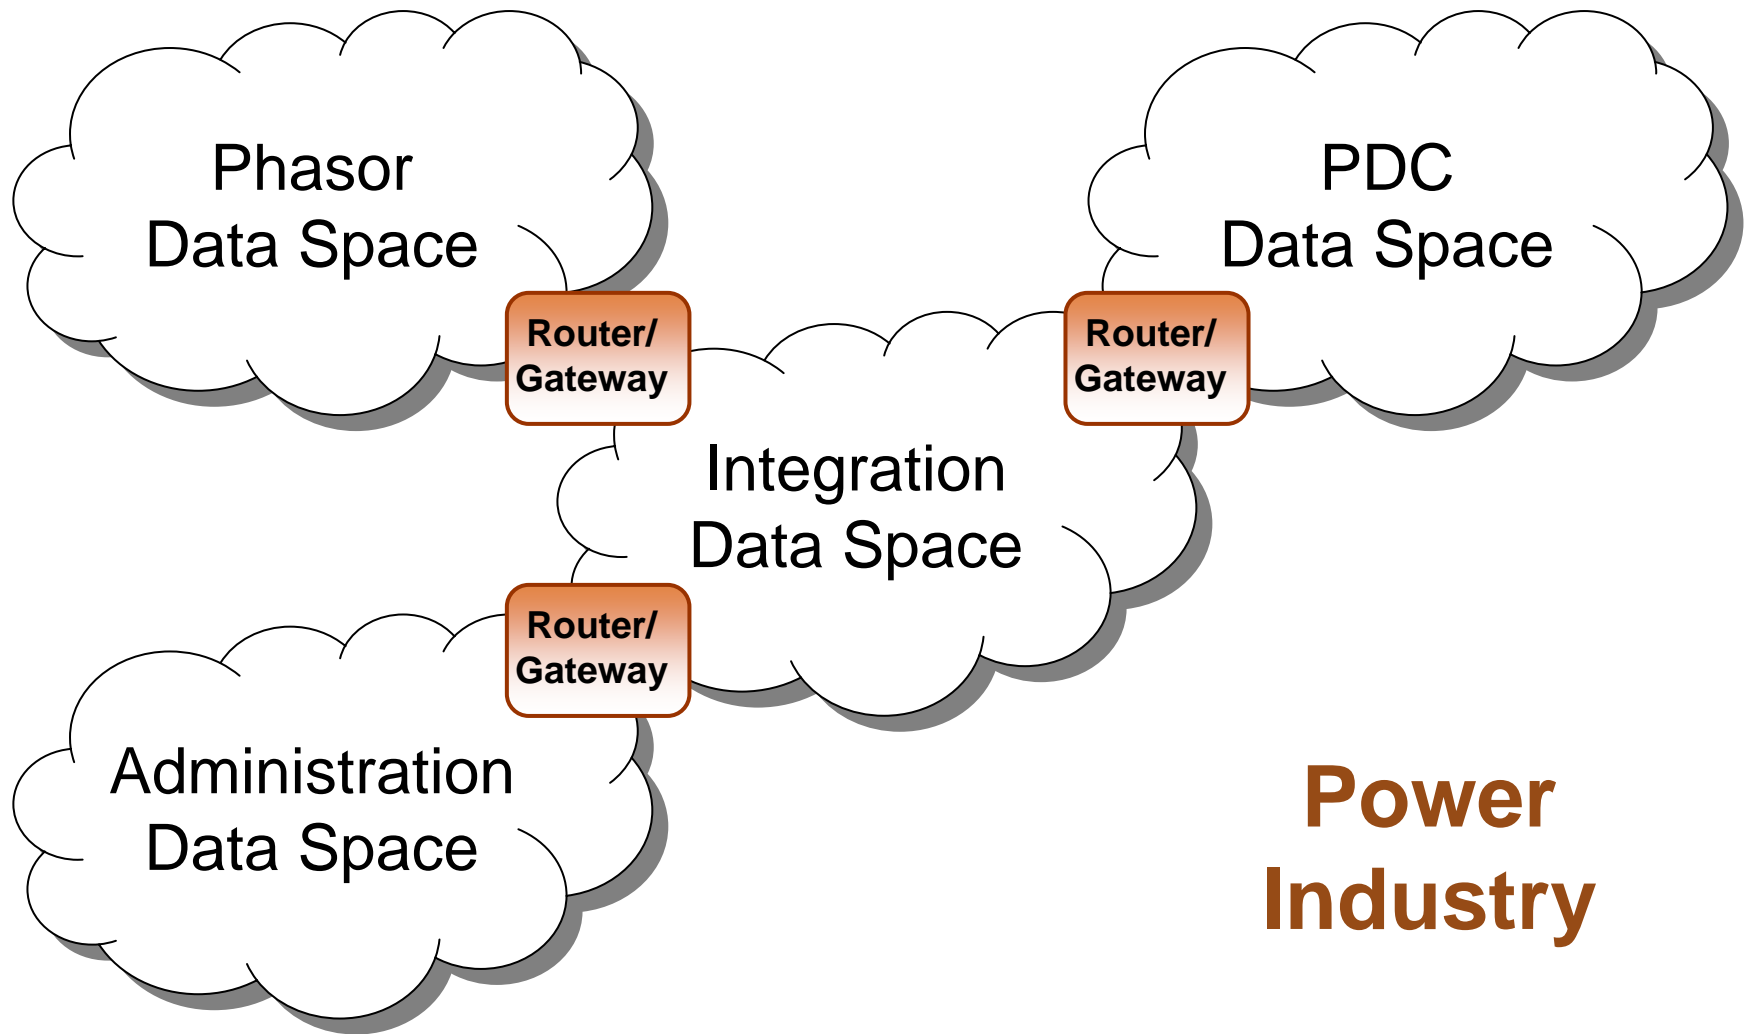 Phasor
Data Space
PDC
Data Space
Router/
Gateway
Router/
Gateway
Integration
Data Space
Router/
Gateway
Administration
Data Space
Power
Industry